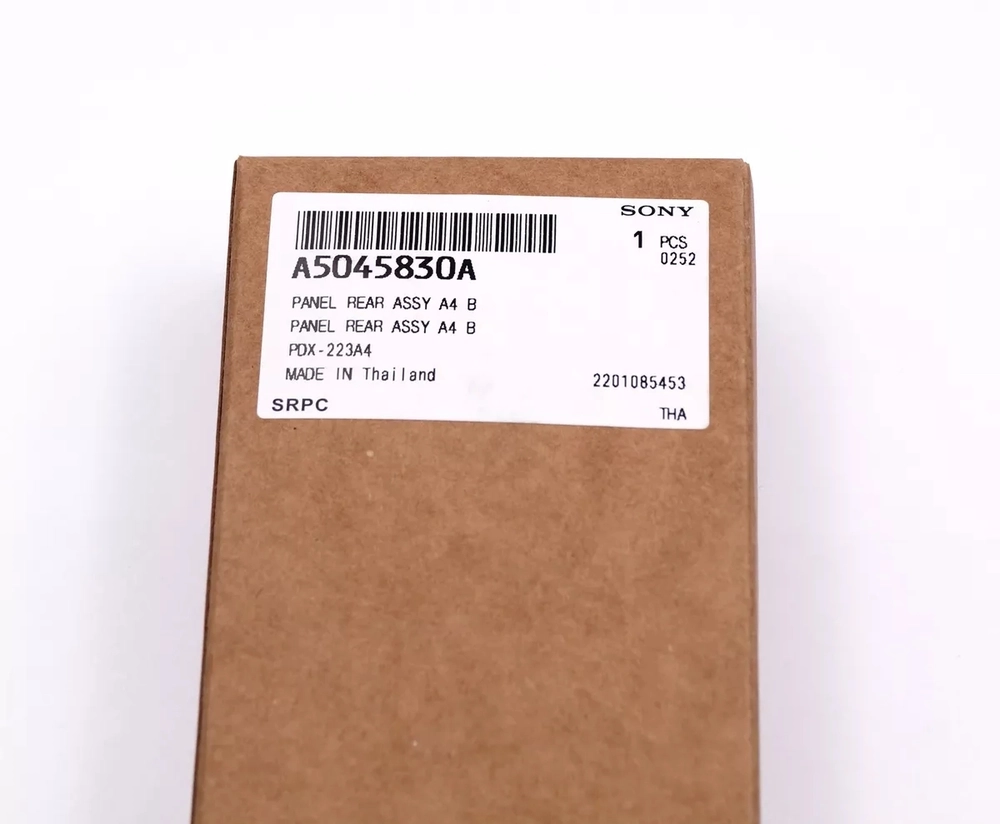 SONY
1 PCS
0252
A5045830A
PANEL REAR ASSY A4 B
PANEL REAR ASSY A4 B
PDX-223A4
MADE IN Thailand
2201085453
SRPC
THA